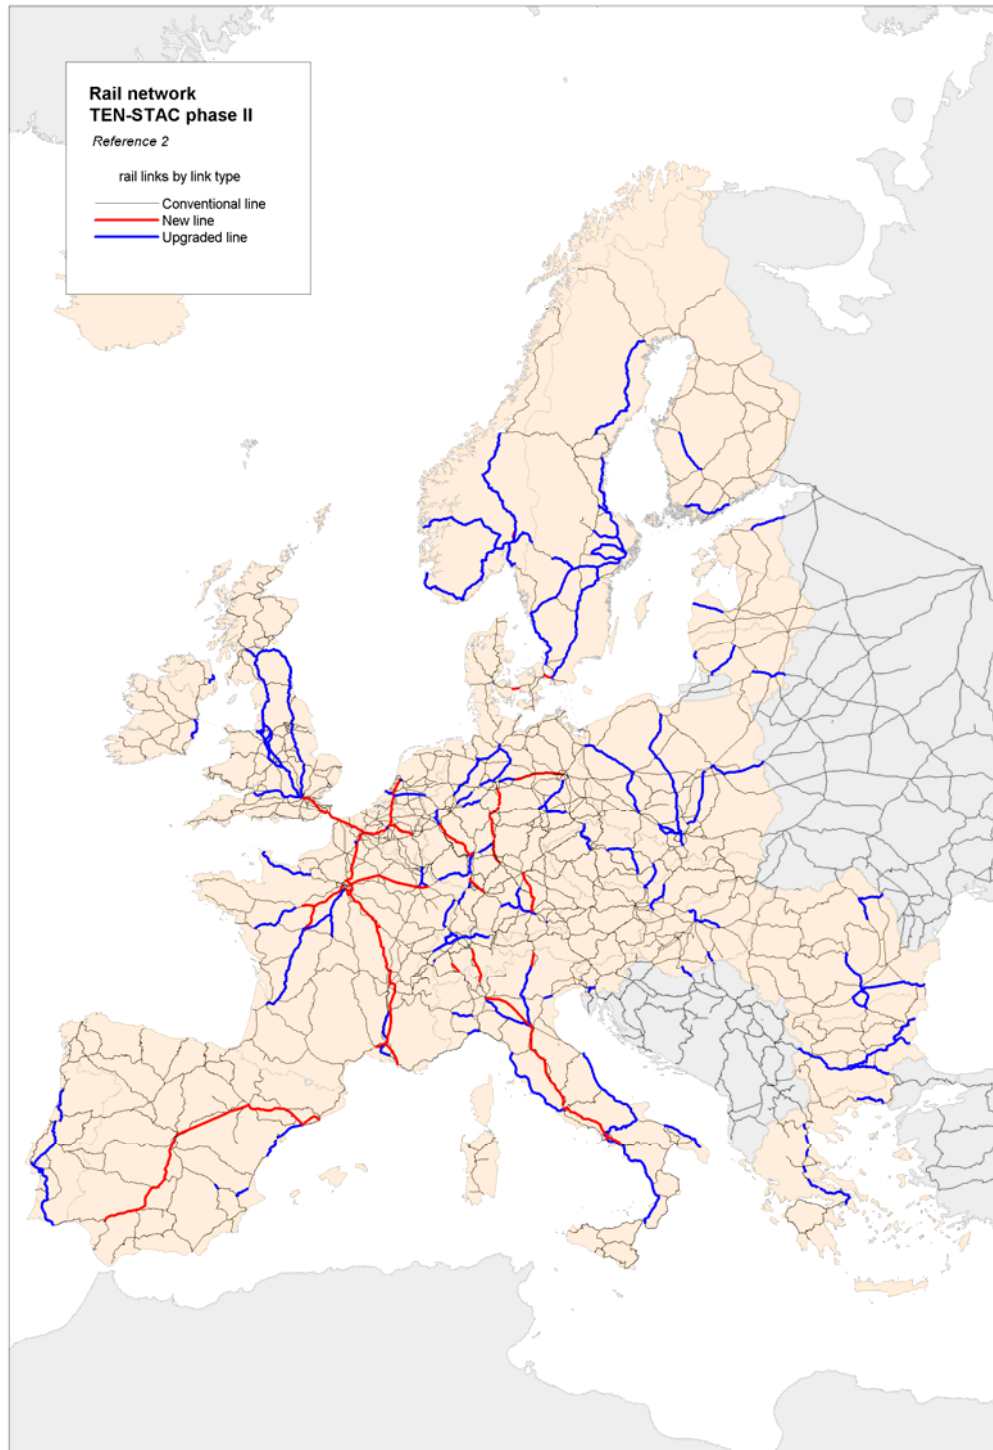 Rail network
TEN-STAC phase II
Reference 2
rail links by link type
Conventional line
New line
Upgraded line